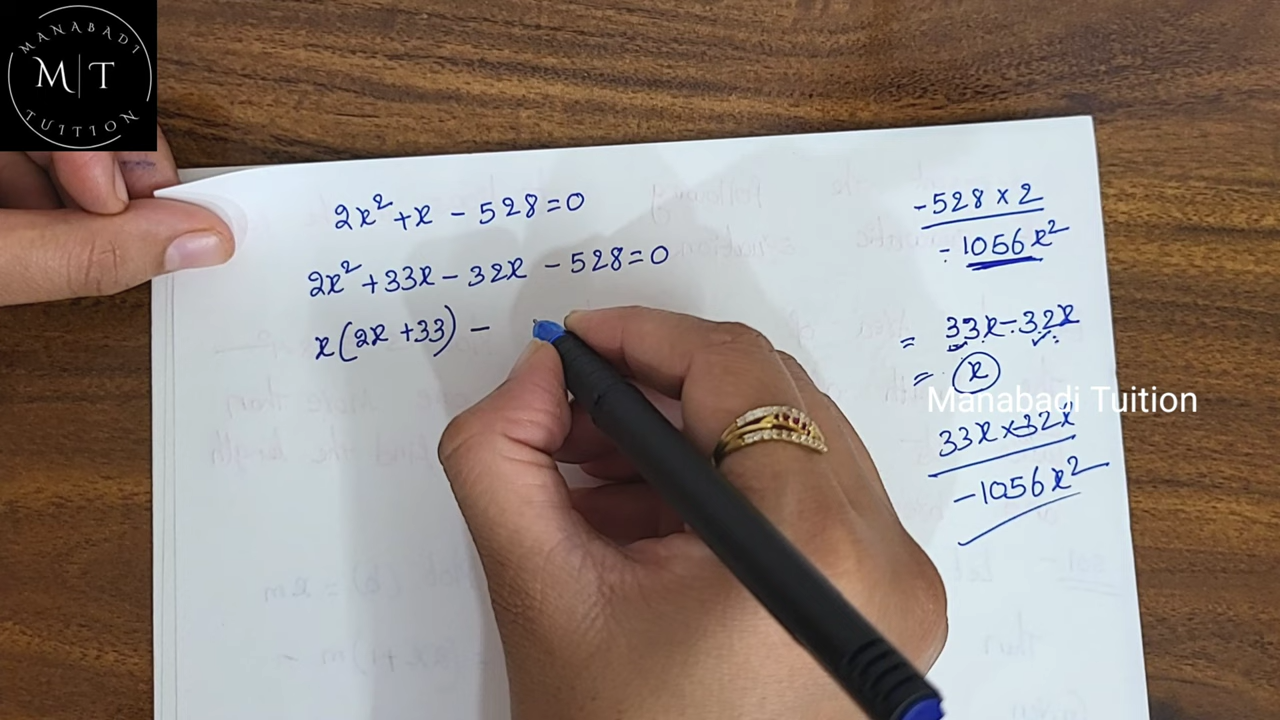 MANABADI
M|T
TUITION
2x² + x - 528 = 0
2x² + 33x - 32x - 528 = 0
x(2x + 33) -
-528 × 2
-1056x²
= 33x - 32x
= x
Manabadi Tuition
33x × -32x
-1056x²